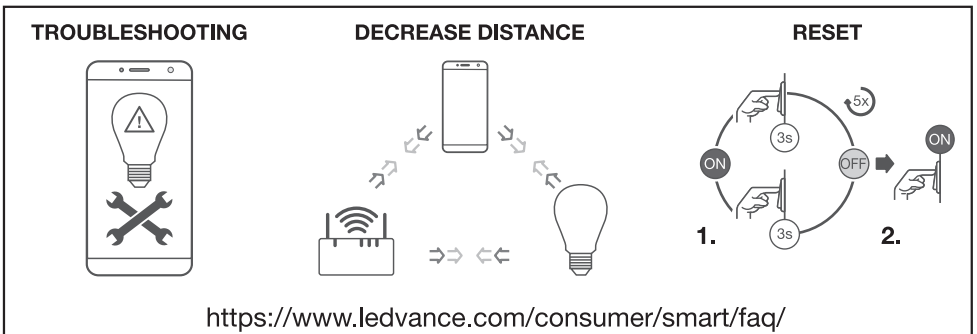 TROUBLESHOOTING
DECREASE DISTANCE
RESET
!
5x
3s
ON
OFF
ON
3s
1.
2.
https://www.ledvance.com/consumer/smart/faq/